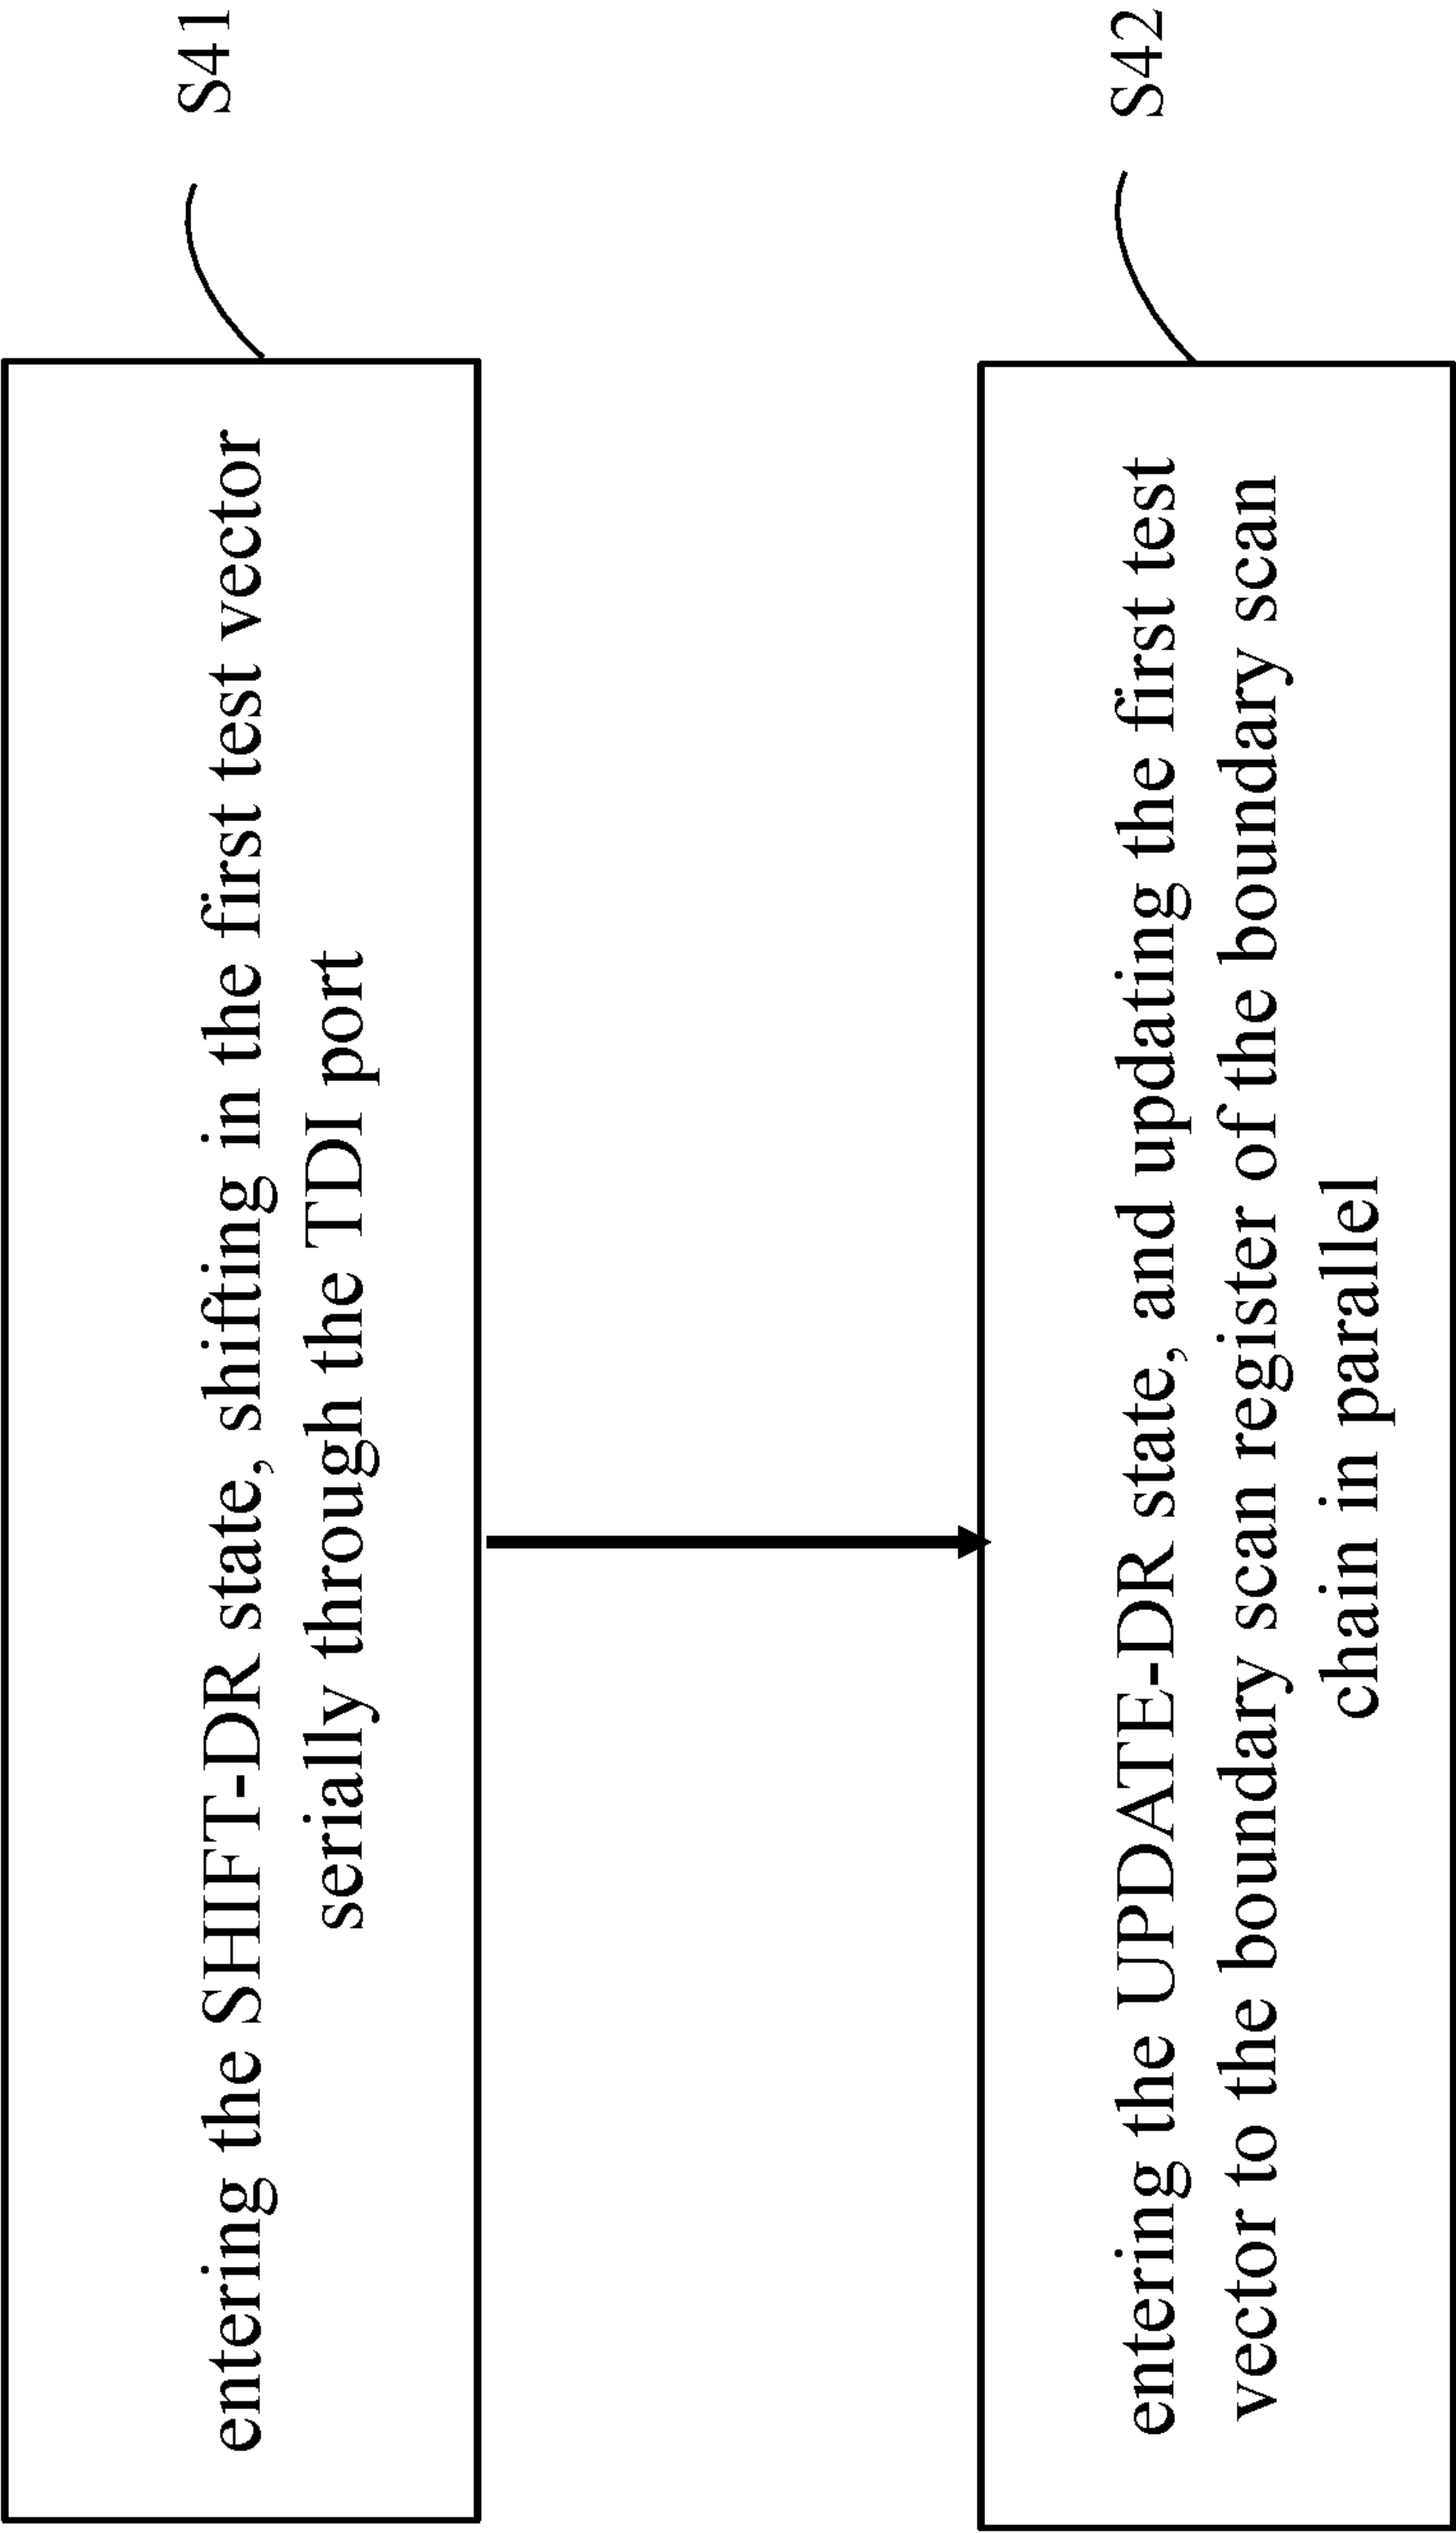 entering the SHIFT-DR state, shifting in the first test vector
serially through the TDI port
S41
entering the UPDATE-DR state, and updating the first test
vector to the boundary scan register of the boundary scan
chain in parallel
S42